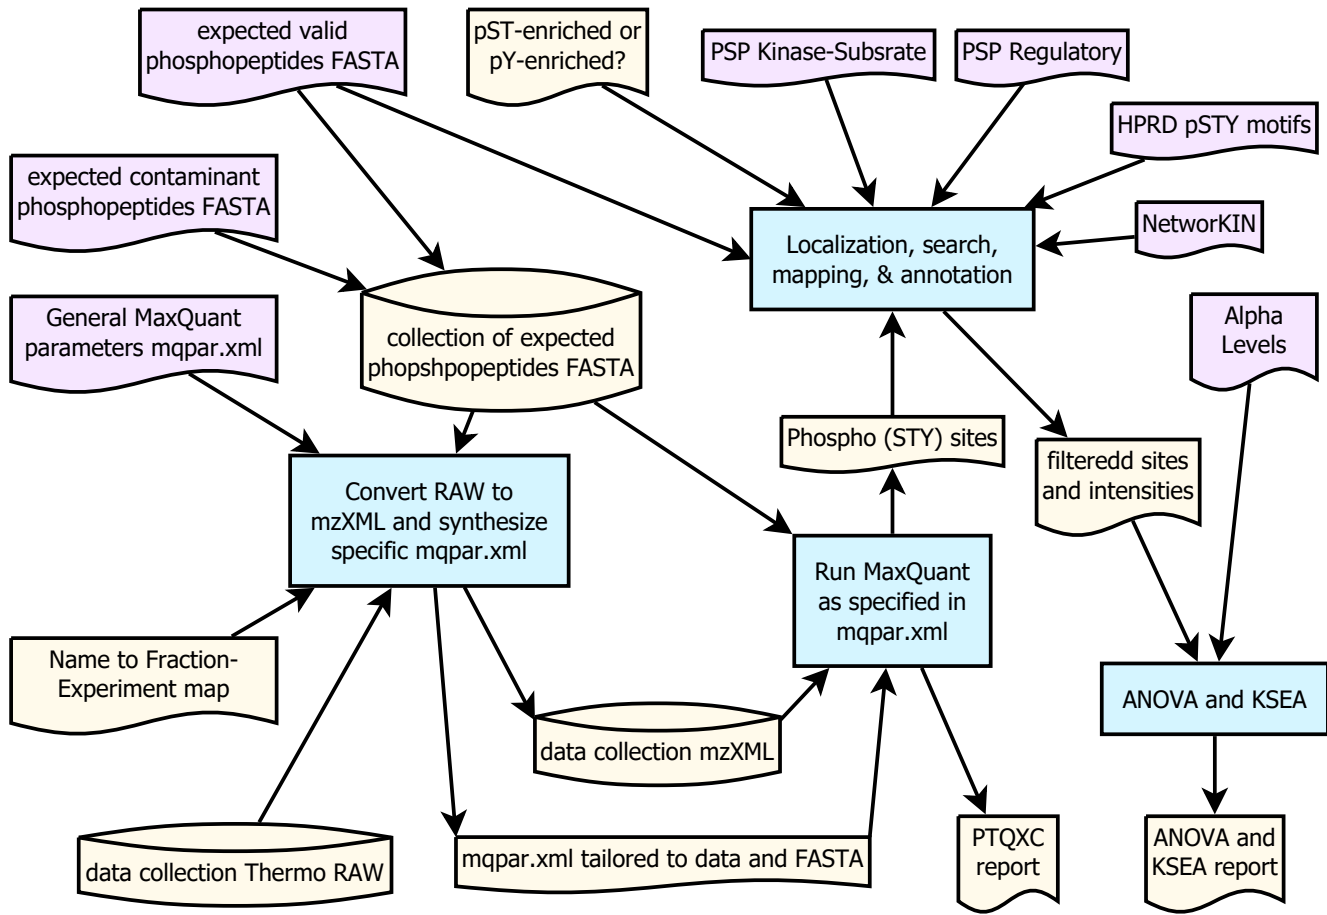 expected valid
phosphopeptides FASTA
pST-enriched or
pY-enriched?
PSP Kinase-Subsrate
PSP Regulatory
HPRD pSTY motifs
expected contaminant
phosphopeptides FASTA
NetworKIN
Localization, search,
mapping, & annotation
General MaxQuant
parameters mqpar.xml
collection of expected
phopshpopeptides FASTA
Alpha
Levels
Phospho (STY) sites
filteredd sites
and intensities
Convert RAW to
mzXML and synthesize
specific mqpar.xml
Run MaxQuant
as specified in
mqpar.xml
Name to Fraction-
Experiment map
ANOVA and KSEA
data collection mzXML
data collection Thermo RAW
mqpar.xml tailored to data and FASTA
PTQXC
report
ANOVA and
KSEA report